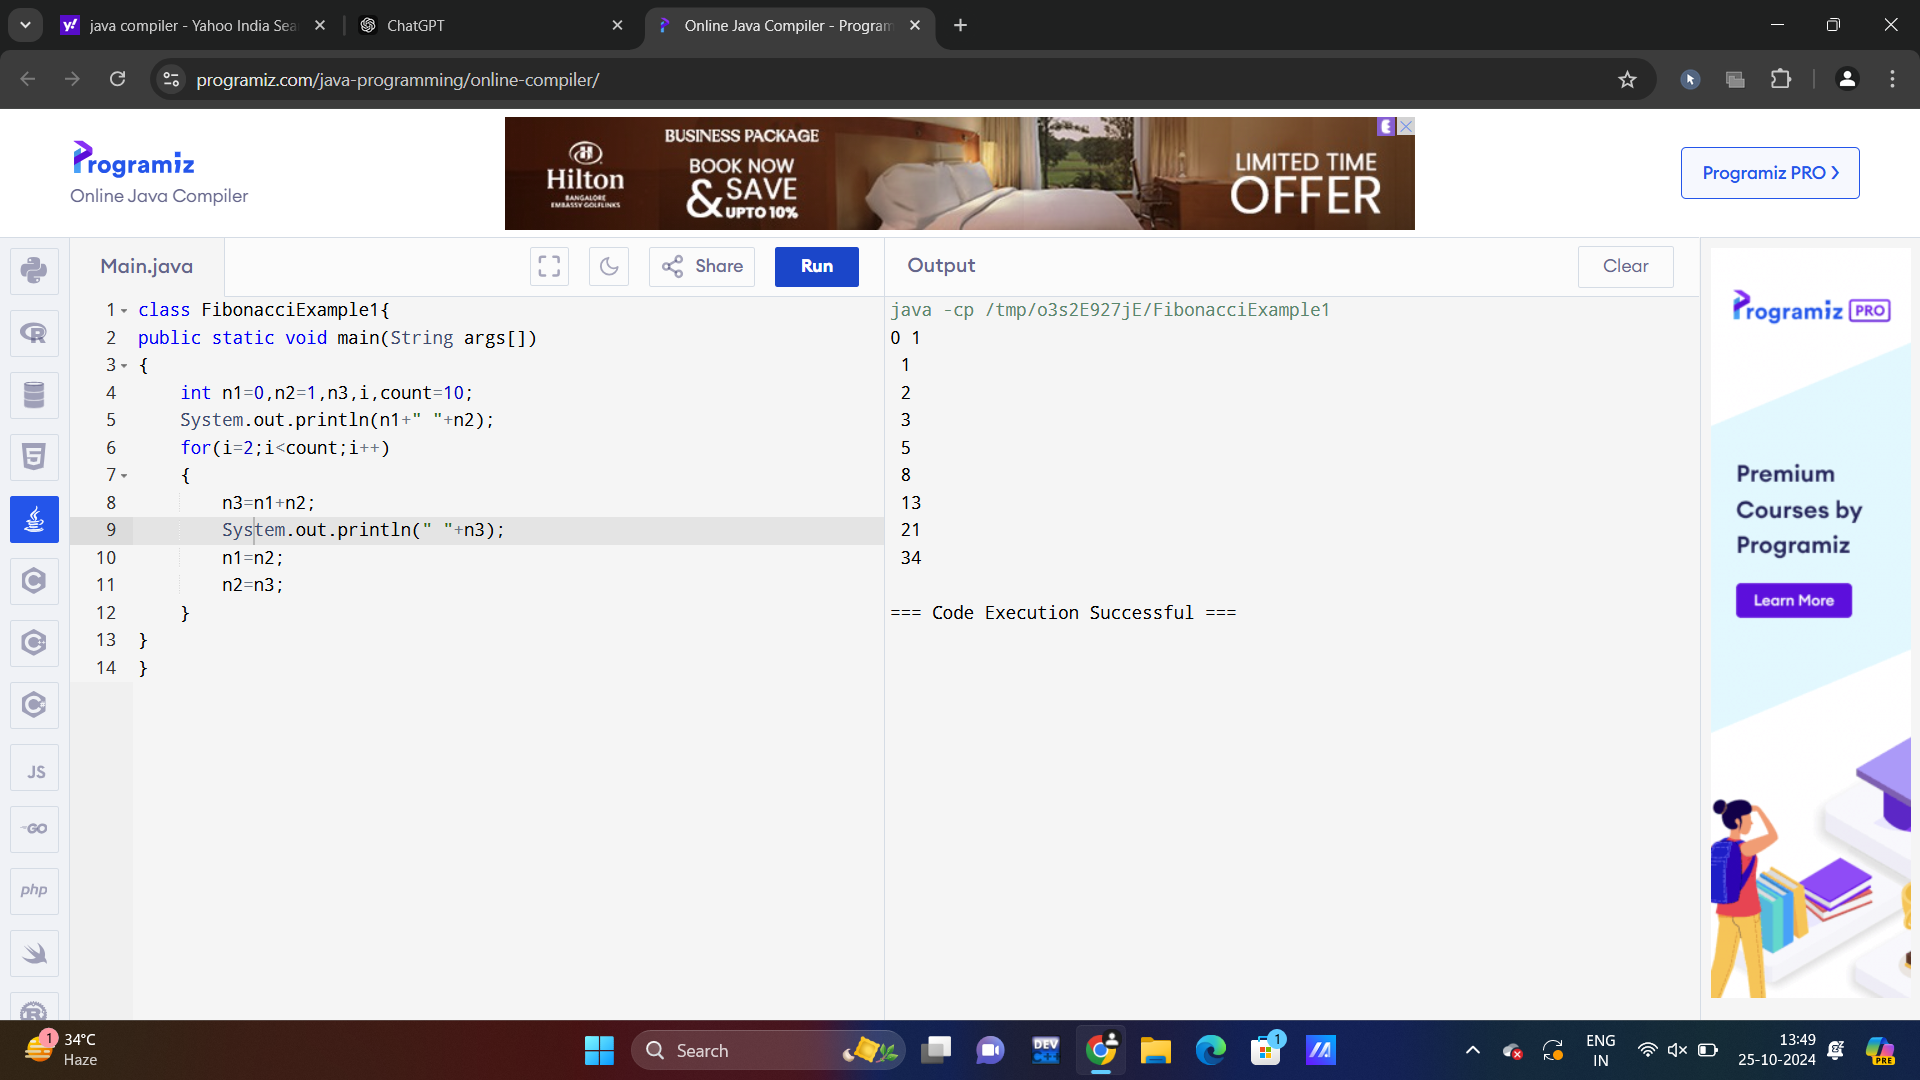 java compiler - Yahoo India Sea
ChatGPT
Online Java Compiler - Program
programiz.com/java-programming/online-compiler/
Programiz
Online Java Compiler
Hilton
BANGALORE
EMBASSY GOLFLINKS
BUSINESS PACKAGE
BOOK NOW
& SAVE
UPTO 10%
LIMITED TIME
OFFER
Programiz PRO
Main.java
Share
Run
Output
Clear
1 class FibonacciExample1{
2 public static void main(String args[])
3 {
4 int n1=0,n2=1,n3,i,count=10;
5 System.out.println(n1+" "+n2);
6 for(i=2;i<count;i++)
7 {
8 n3=n1+n2;
9 System.out.println(" "+n3);
10 n1=n2;
11 n2=n3;
12 }
13 }
14 }
java -cp /tmp/o3s2E927jE/FibonacciExample1
0 1
1
2
3
5
8
13
21
34
=== Code Execution Successful ===
Programiz PRO
Premium
Courses by
Programiz
Learn More
JS
GO
php
1
34°C
Haze
Search
DEV
C++
1
ENG
IN
13:49
25-10-2024
PRE